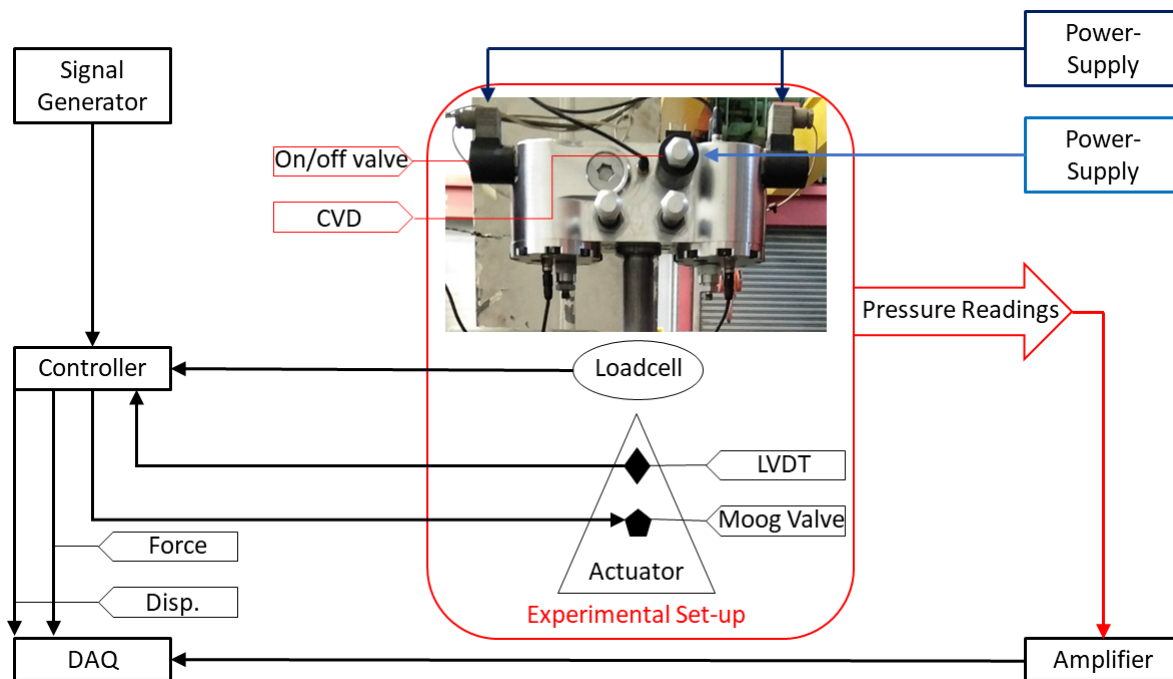 Power-
Supply
Signal
Generator
On/off valve
Power-
Supply
CVD
Pressure Readings
Controller
Loadcell
LVDT
Moog Valve
Force
Actuator
Disp.
Experimental Set-up
DAQ
Amplifier